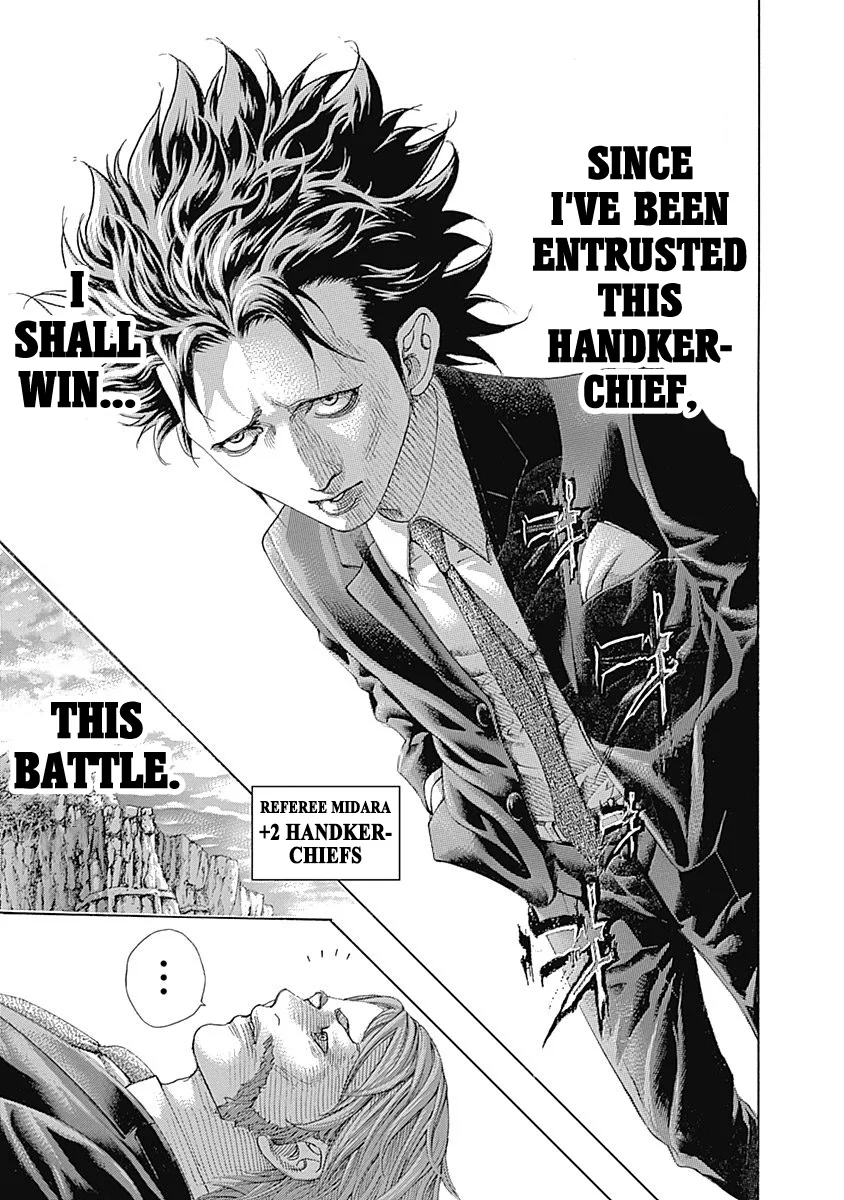 SINCE
I'VE BEEN
ENTRUSTED
THIS
HANDKER-
CHIEF,
I
SHALL
WIN...
THIS
BATTLE.
REFEREE MIDARA
+2 HANDKER-
CHIEFS
...